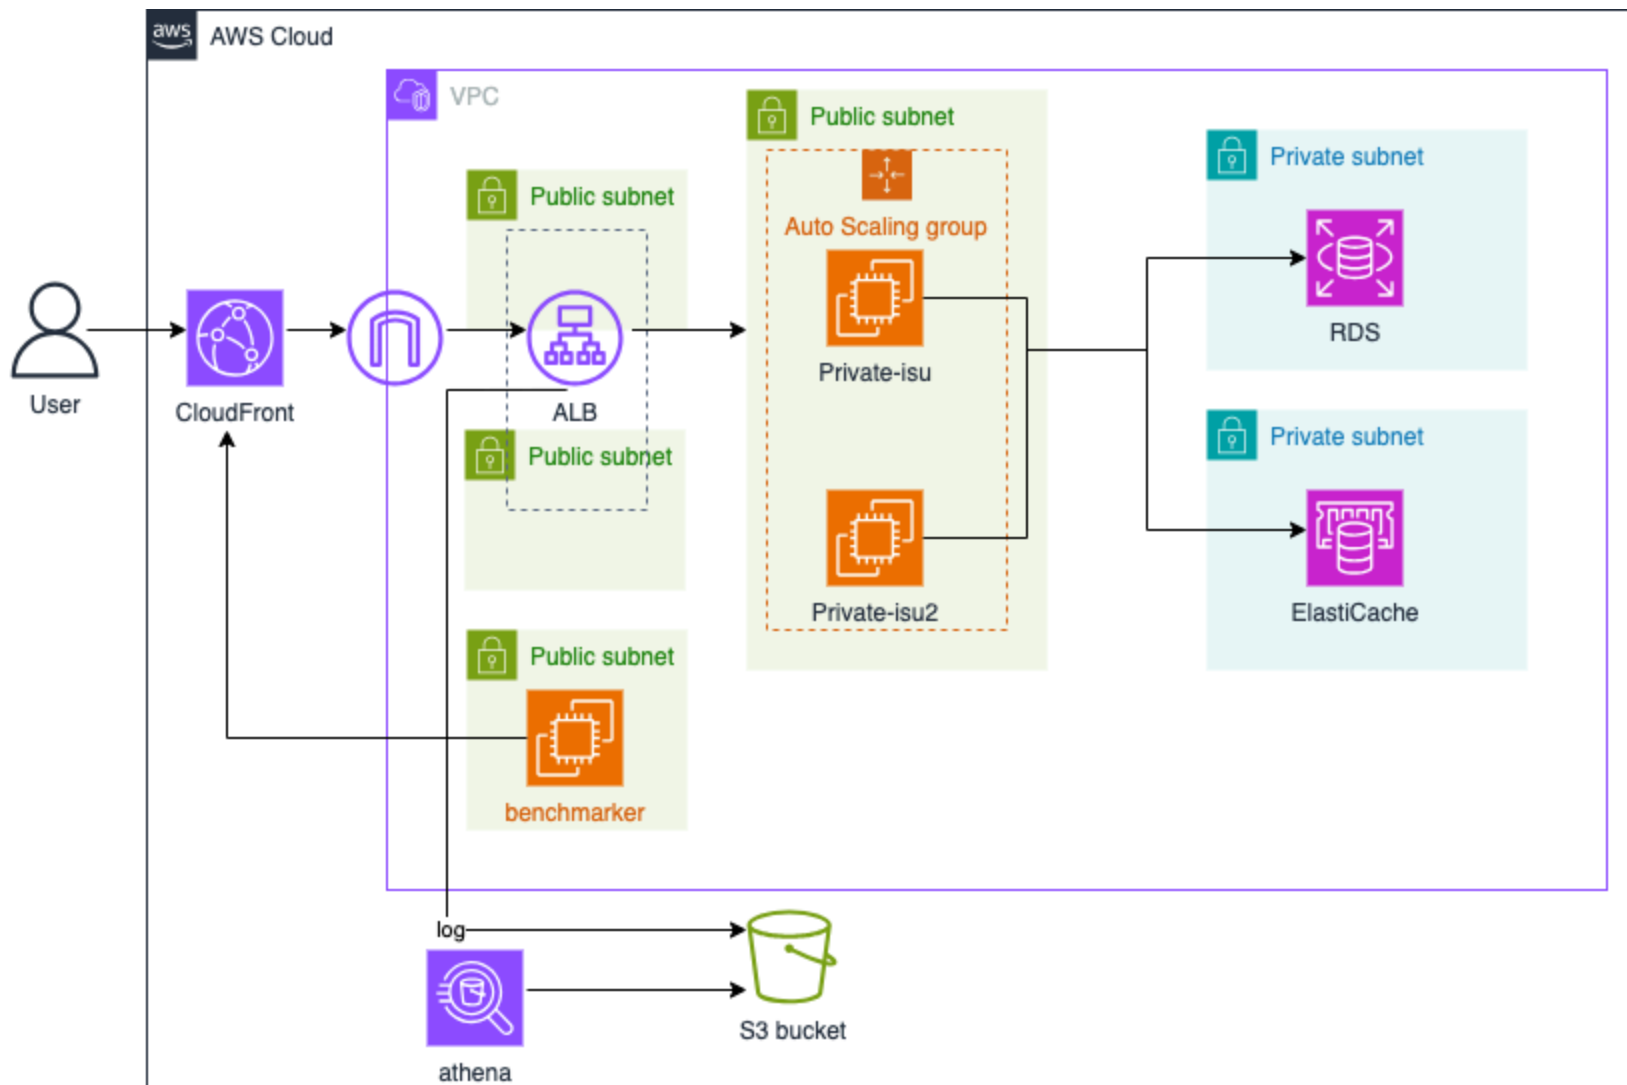 aws
AWS Cloud
VPC
Public subnet
Public subnet
Auto Scaling group
Private-isu
Private-isu2
Private subnet
RDS
Private subnet
ElastiCache
User
CloudFront
ALB
Public subnet
Public subnet
benchmarker
log
athena
S3 bucket